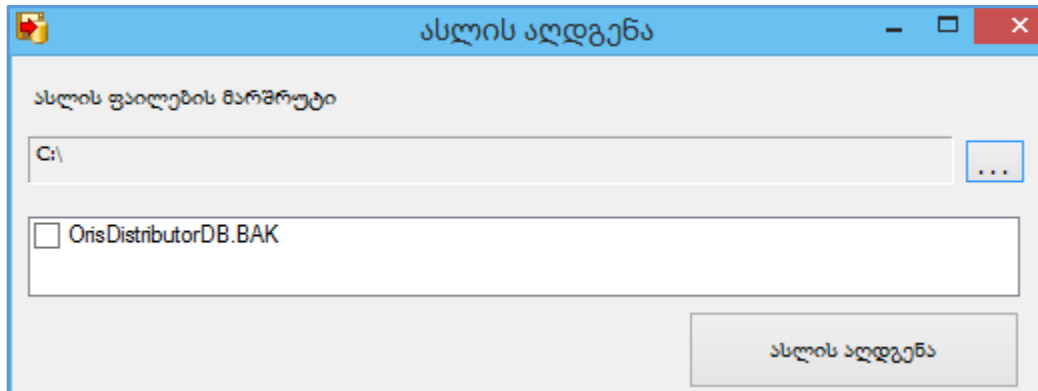 ასლის აღდგენა
ასლის ფაილების მარშრუტი
C:\
...
OrisDistributorDB.BAK
ასლის აღდგენა